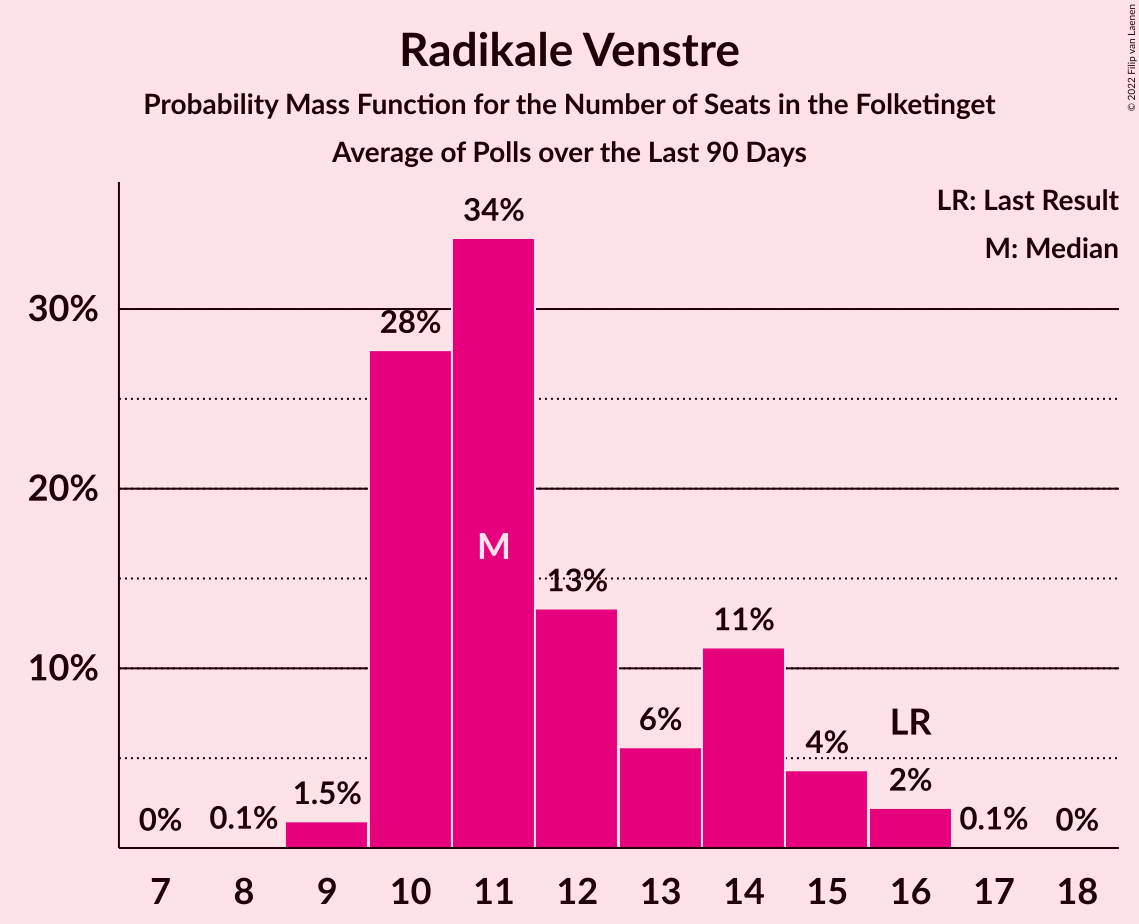 Radikale Venstre
Probability Mass Function for the Number of Seats in the Folketinget
Average of Polls over the Last 90 Days
© 2022 Filip van Laenen
LR: Last Result
M: Median
34%
30%
28%
20%
M
13%
11%
10%
6%
LR
4%
2%
1.5%
0%
0.1%
0.1%
0%
7 8 9 10 11 12 13 14 15 16 17 18